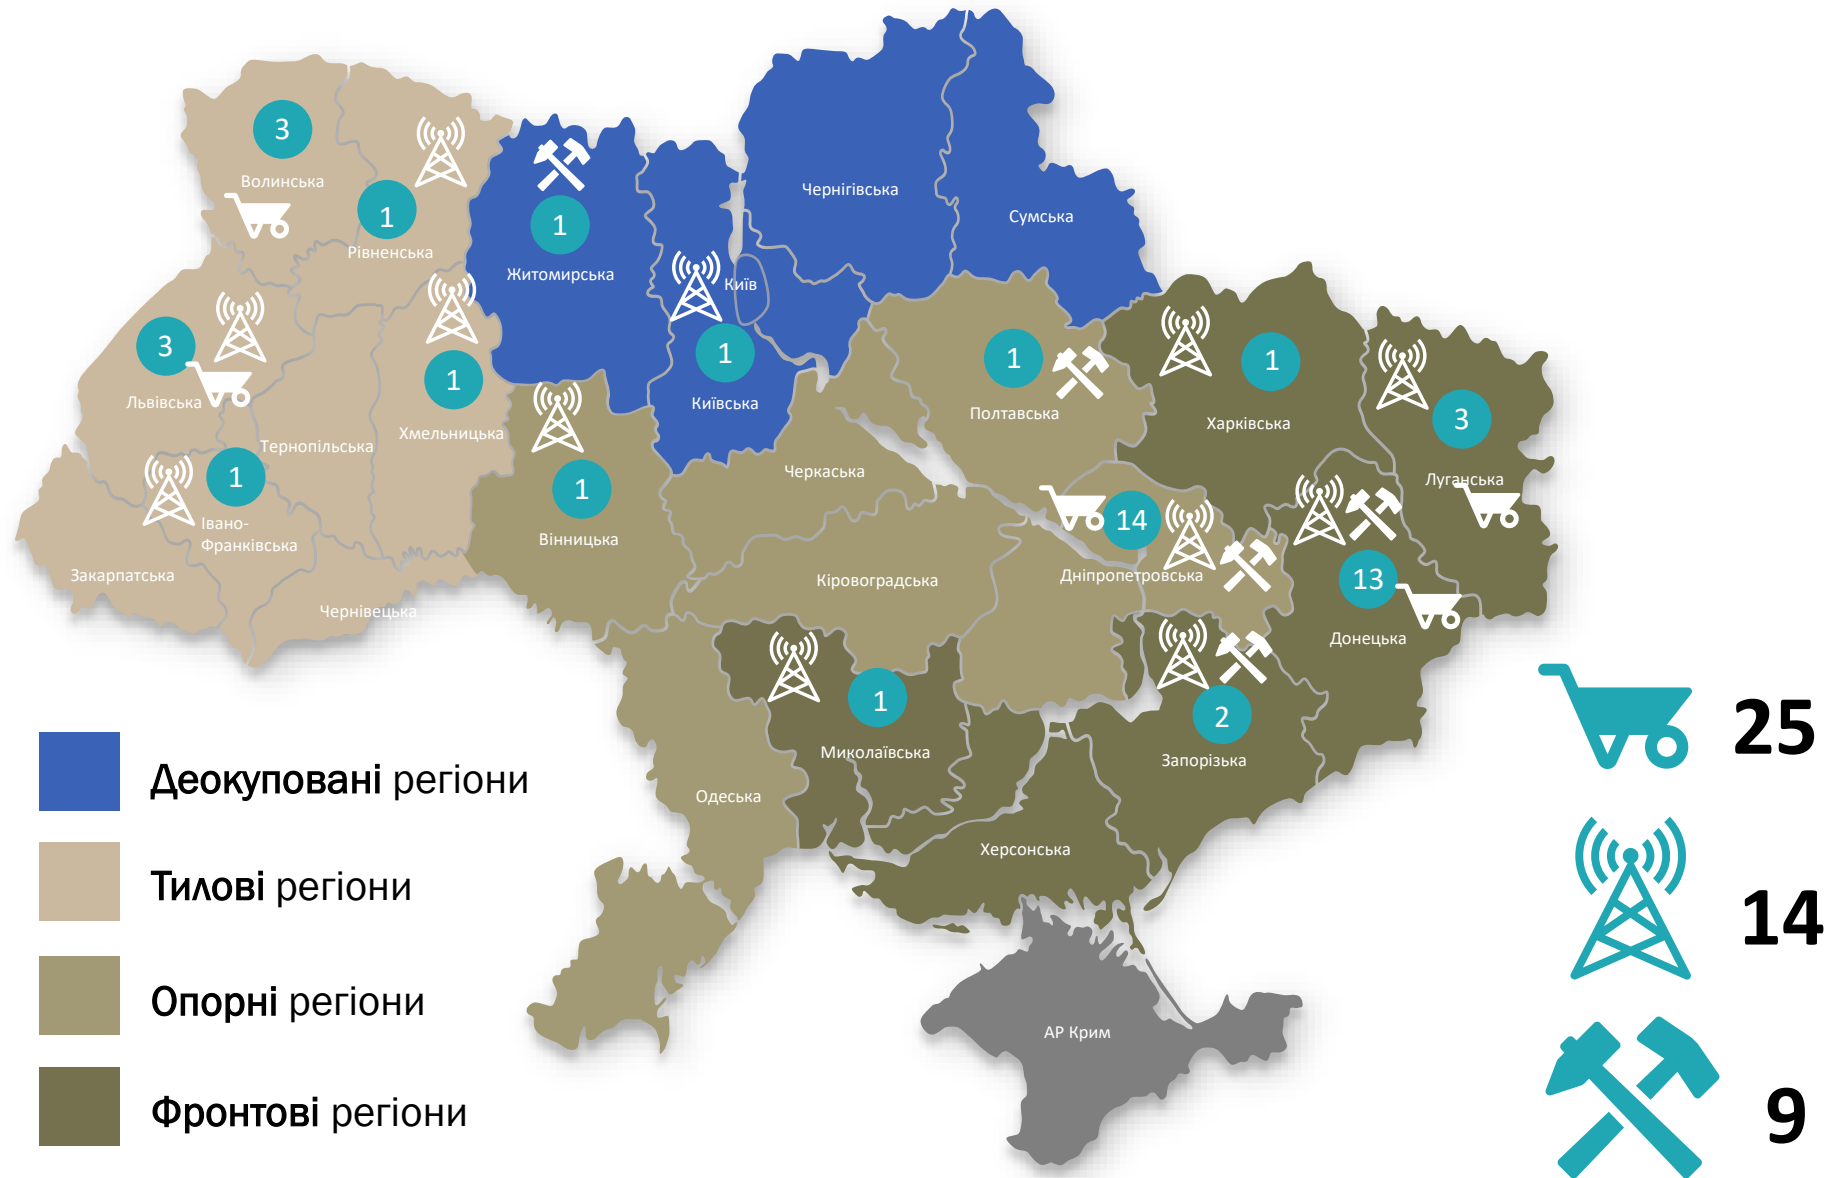 3
Волинська
1
Рівненська
1
Житомирська
Чернігівська
Сумська
Київ
3
Львівська
1
Хмельницька
1
Київська
1
Полтавська
1
Харківська
3
Луганська
Тернопільська
1
Івано-
Франківська
1
Вінницька
Черкаська
14
Дніпропетровська
13
Донецька
Закарпатська
Чернівецька
Кіровоградська
1
Миколаївська
2
Запорізька
Одеська
Херсонська
АР Крим
Деокуповані регіони
Тилові регіони
Опорні регіони
Фронтові регіони
25
14
9